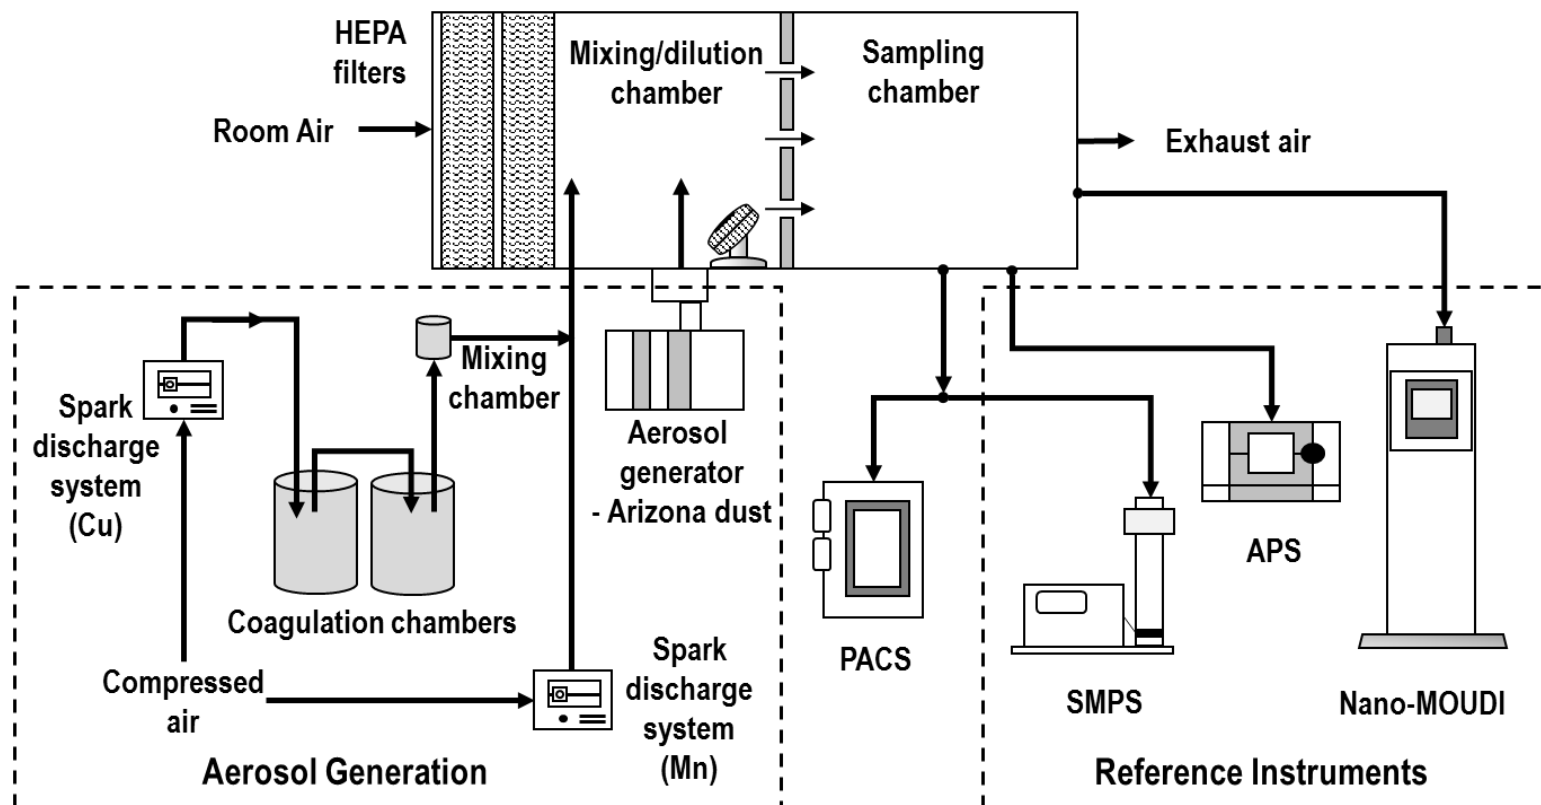 HEPA
filters
Mixing/dilution
chamber
Sampling
chamber
Room Air
Exhaust air
Mixing
chamber
Spark
discharge
system
(Cu)
Aerosol
generator
- Arizona dust
Coagulation chambers
Compressed
air
Spark
discharge
system
(Mn)
Aerosol Generation
PACS
SMPS
APS
Nano-MOUDI
Reference Instruments